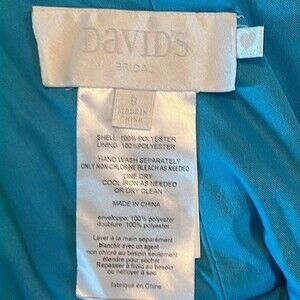 DAVID'S
BRIDAL
8
MADE IN
CHINA
SHELL: 100% POLYESTER
LINING: 100% POLYESTER
HAND WASH SEPARATELY
ONLY NON-CHLORINE BLEACH AS NEEDED
LINE DRY
COOL IRON AS NEEDED
OR DRY CLEAN
MADE IN CHINA
enveloppe: 100% polyester
doublure: 100% polyester
Laver à la main séparément
blanchir avec un agent
non chloré au besoin seulement
étendre pour sécher
Repasser à froid au besoin
ou nettoyer à sec
fabriqué en Chine